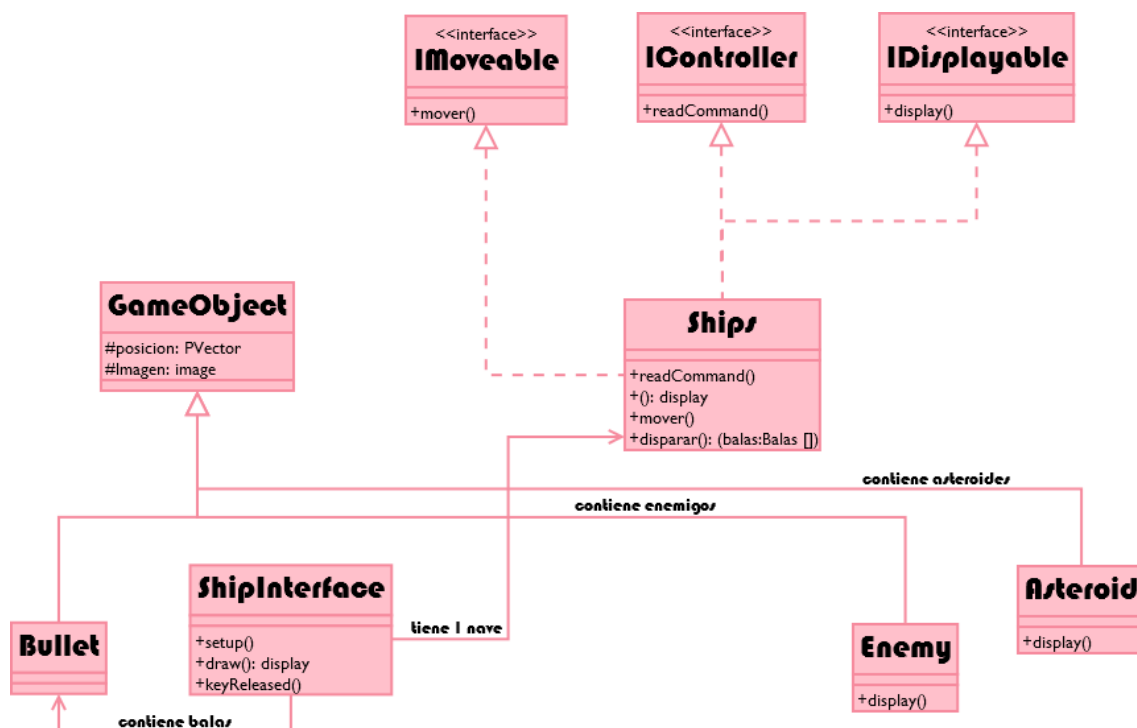 <<interface>>
IMoveable
+mover()
<<interface>>
IController
+readCommand()
<<interface>>
IDisplayable
+display()
GameObject
#posicion: PVector
#Imagen: image
Ships
+readCommand()
+(): display
+mover()
+disparar(): (balas:Balas [])
contiene asteroides
contiene enemigos
ShipInterface
+setup()
+draw(): display
+keyReleased()
tiene 1 nave
Bullet
contiene balas
Enemy
+display()
Asteroid
+display()